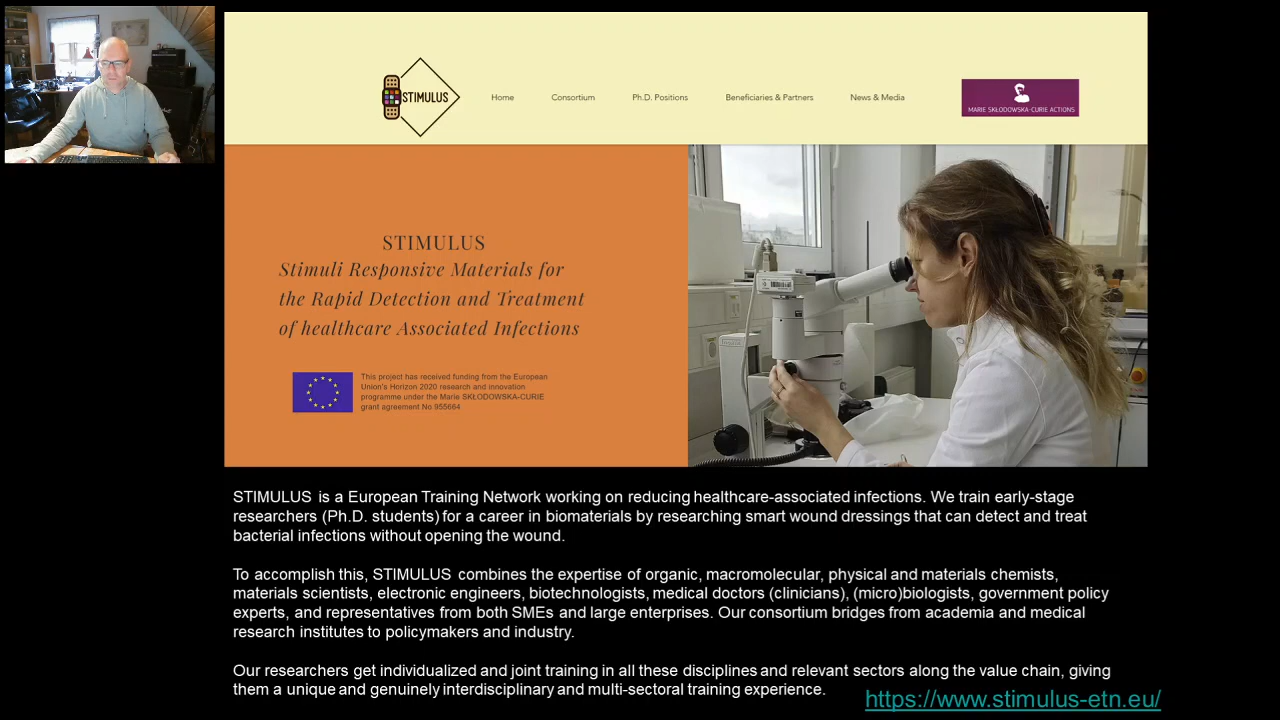 STIMULUS
Home
Consortium
Ph.D. Positions
Beneficiaries & Partners
News & Media
MARIE SKŁODOWSKA-CURIE ACTIONS
STIMULUS
Stimuli Responsive Materials for
the Rapid Detection and Treatment
of healthcare Associated Infections
This project has received funding from the European
Union's Horizon 2020 research and innovation
programme under the Marie SKŁODOWSKA-CURIE
grant agreement No 955664
STIMULUS is a European Training Network working on reducing healthcare-associated infections. We train early-stage
researchers (Ph.D. students) for a career in biomaterials by researching smart wound dressings that can detect and treat
bacterial infections without opening the wound.
To accomplish this, STIMULUS combines the expertise of organic, macromolecular, physical and materials chemists,
materials scientists, electronic engineers, biotechnologists, medical doctors (clinicians), (micro)biologists, government policy
experts, and representatives from both SMEs and large enterprises. Our consortium bridges from academia and medical
research institutes to policymakers and industry.
Our researchers get individualized and joint training in all these disciplines and relevant sectors along the value chain, giving
them a unique and genuinely interdisciplinary and multi-sectoral training experience.
https://www.stimulus-etn.eu/